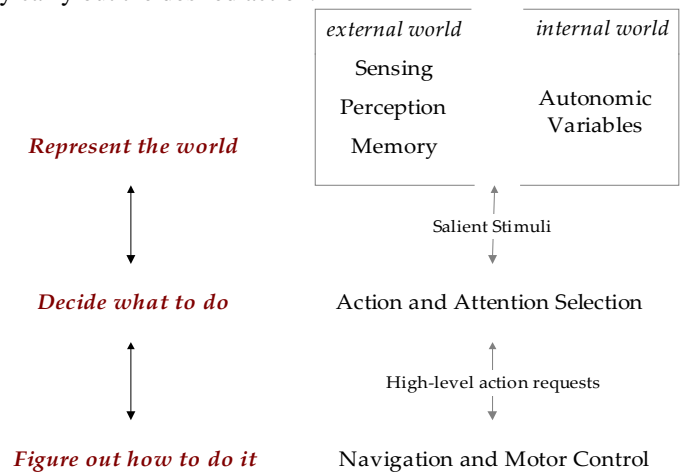 external world
internal world
Sensing
Perception
Memory
Autonomic
Variables
Represent the world
Salient Stimuli
Decide what to do
Action and Attention Selection
High-level action requests
Figure out how to do it
Navigation and Motor Control